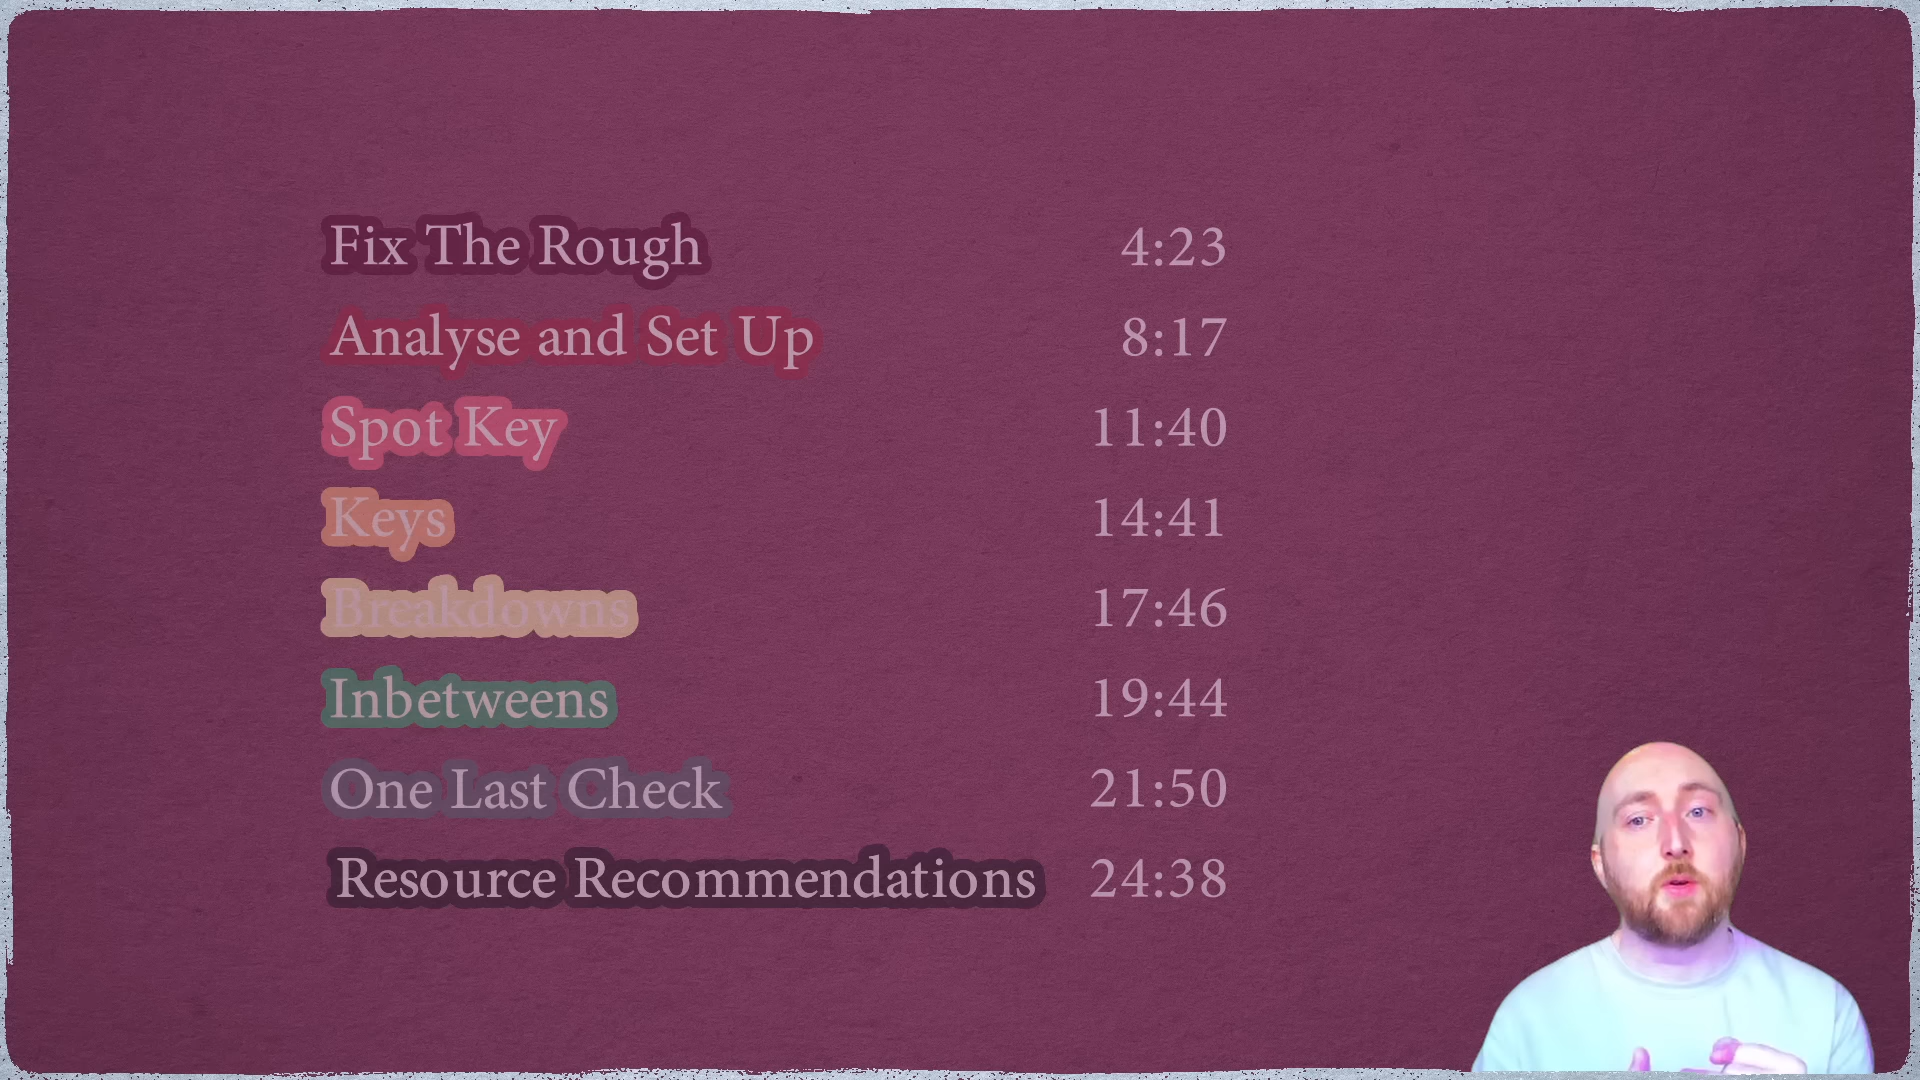 Fix The Rough 4:23
Analyse and Set Up 8:17
Spot Key 11:40
Keys 14:41
Breakdowns 17:46
Inbetweens 19:44
One Last Check 21:50
Resource Recommendations 24:38